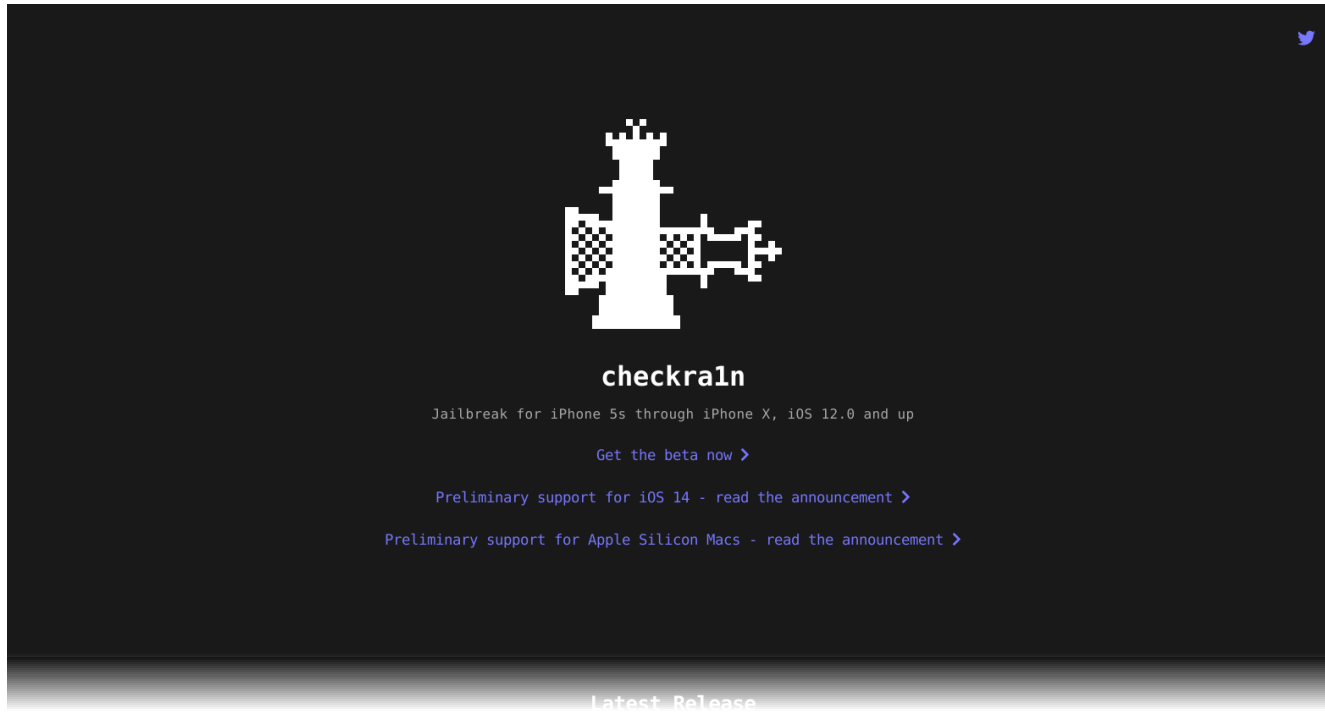 checkra1n
Jailbreak for iPhone 5s through iPhone X, iOS 12.0 and up
Get the beta now
Preliminary support for iOS 14 - read the announcement
Preliminary support for Apple Silicon Macs - read the announcement
Latest Release